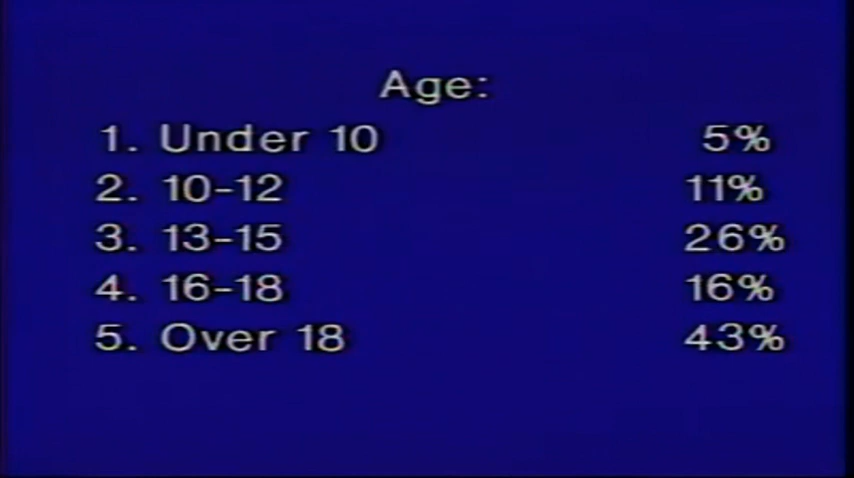 Age:
1. Under 10 5%
2. 10-12 11%
3. 13-15 26%
4. 16-18 16%
5. Over 18 43%